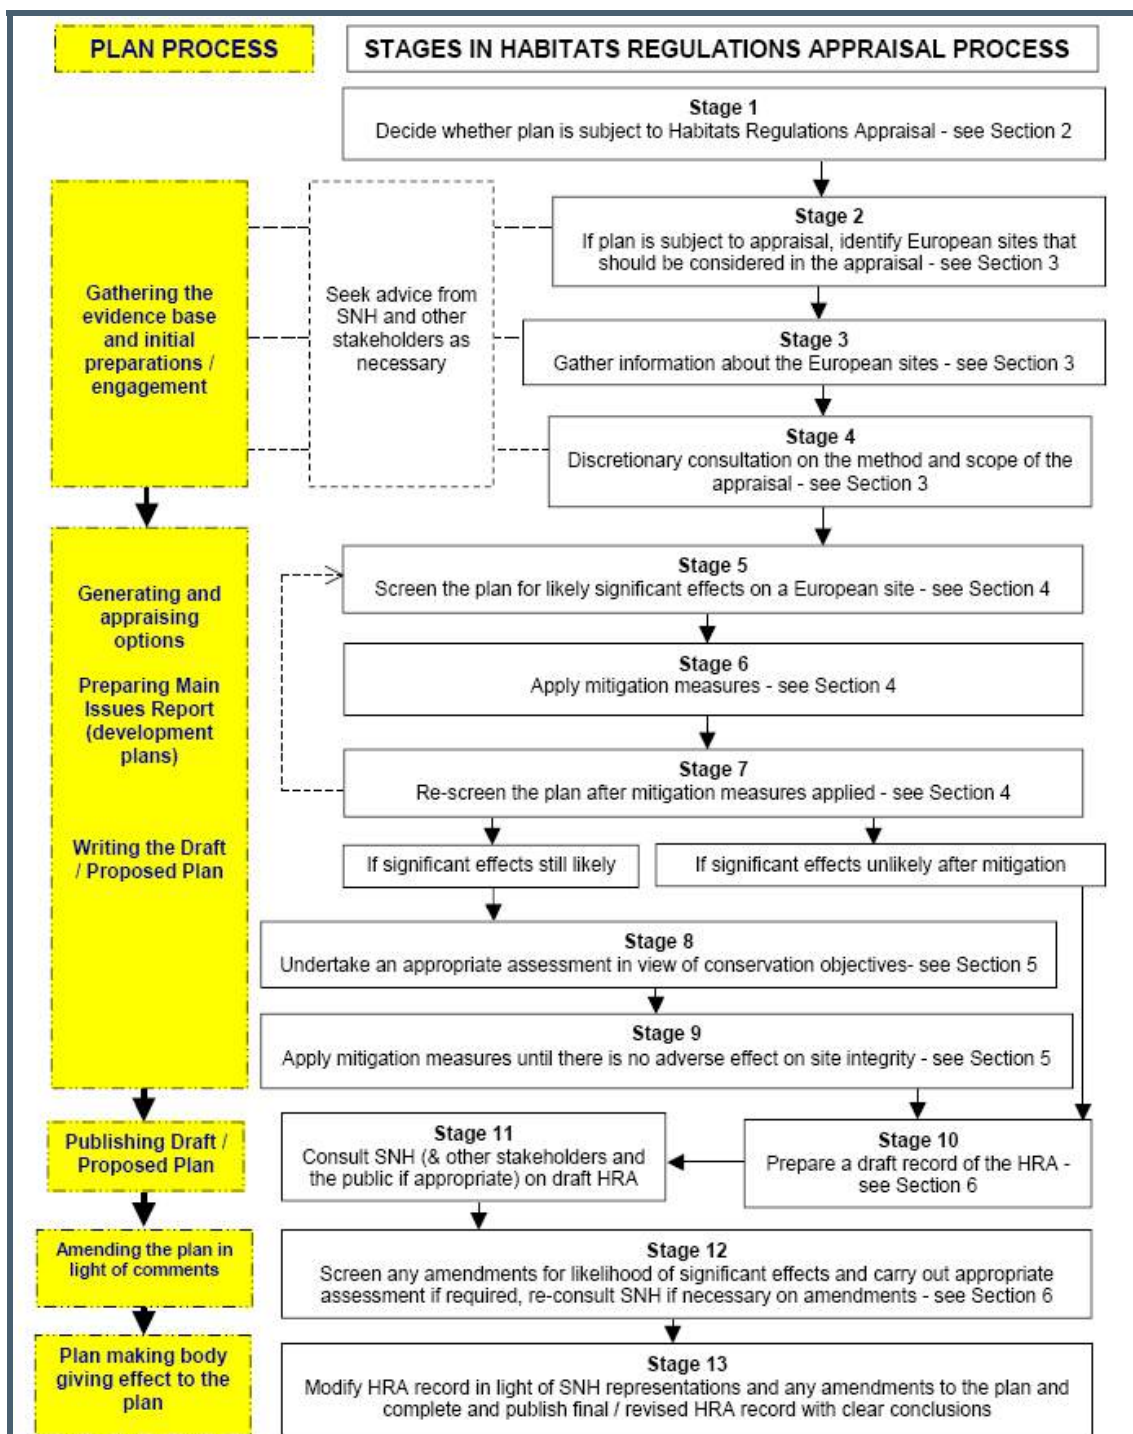 PLAN PROCESS
STAGES IN HABITATS REGULATIONS APPRAISAL PROCESS
Stage 1
Decide whether plan is subject to Habitats Regulations Appraisal - see Section 2
Stage 2
If plan is subject to appraisal, identify European sites that
should be considered in the appraisal - see Section 3
Gathering the
evidence base
and initial
preparations /
engagement
Seek advice from
SNH and other
stakeholders as
necessary
Stage 3
Gather information about the European sites - see Section 3
Stage 4
Discretionary consultation on the method and scope of the
appraisal - see Section 3
Generating and
appraising
options
Preparing Main
Issues Report
(development
plans)
Writing the Draft
/ Proposed Plan
Stage 5
Screen the plan for likely significant effects on a European site - see Section 4
Stage 6
Apply mitigation measures - see Section 4
Stage 7
Re-screen the plan after mitigation measures applied - see Section 4
If significant effects still likely
If significant effects unlikely after mitigation
Stage 8
Undertake an appropriate assessment in view of conservation objectives- see Section 5
Stage 9
Apply mitigation measures until there is no adverse effect on site integrity - see Section 5
Publishing Draft /
Proposed Plan
Stage 11
Consult SNH (& other stakeholders and
the public if appropriate) on draft HRA
Stage 10
Prepare a draft record of the HRA -
see Section 6
Amending the plan in
light of comments
Stage 12
Screen any amendments for likelihood of significant effects and carry out appropriate
assessment if required, re-consult SNH if necessary on amendments - see Section 6
Plan making body
giving effect to the
plan
Stage 13
Modify HRA record in light of SNH representations and any amendments to the plan and
complete and publish final / revised HRA record with clear conclusions